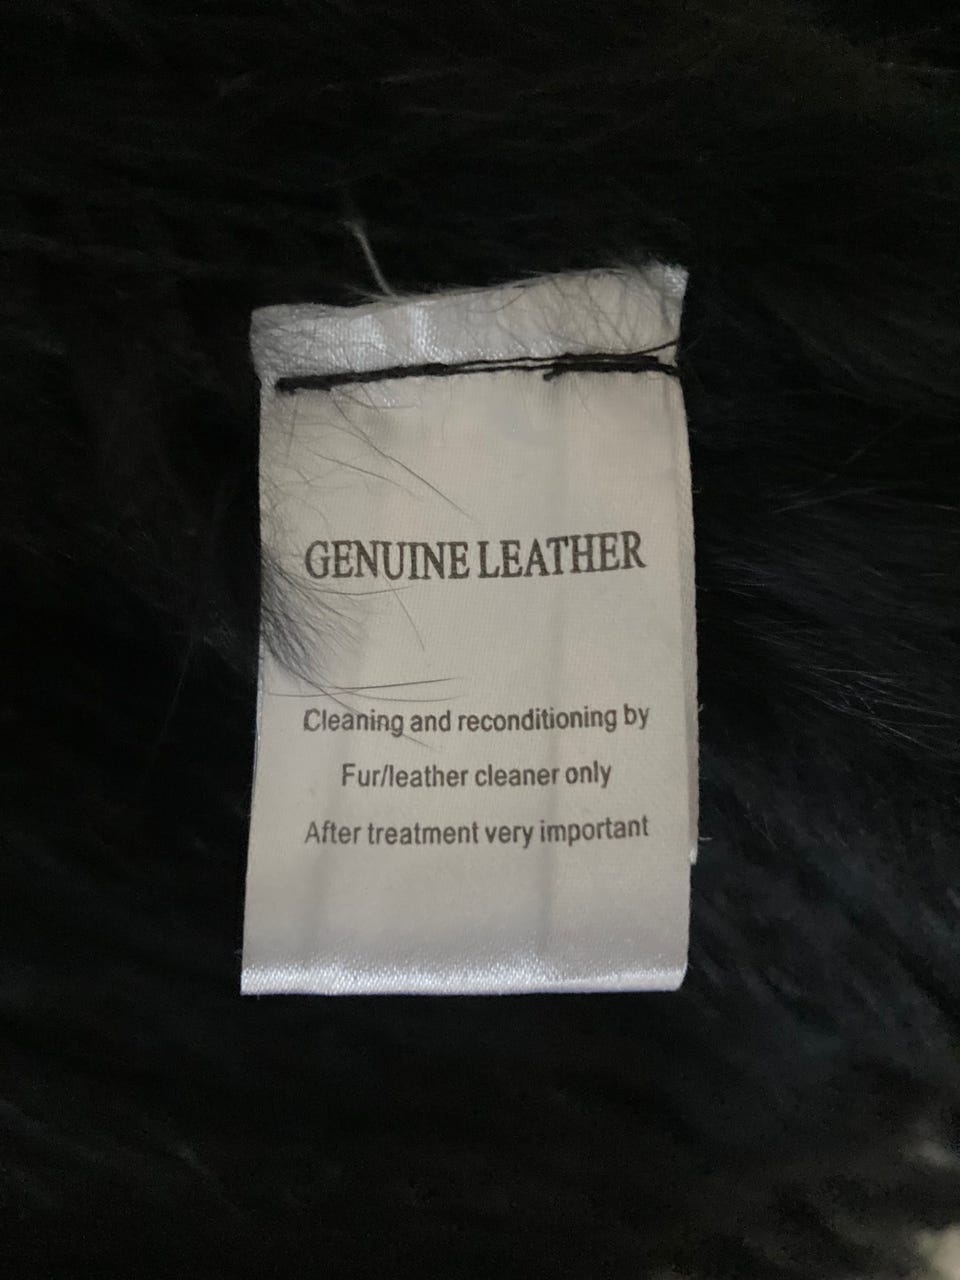 GENUINE LEATHER
Cleaning and reconditioning by
Fur/leather cleaner only
After treatment very important